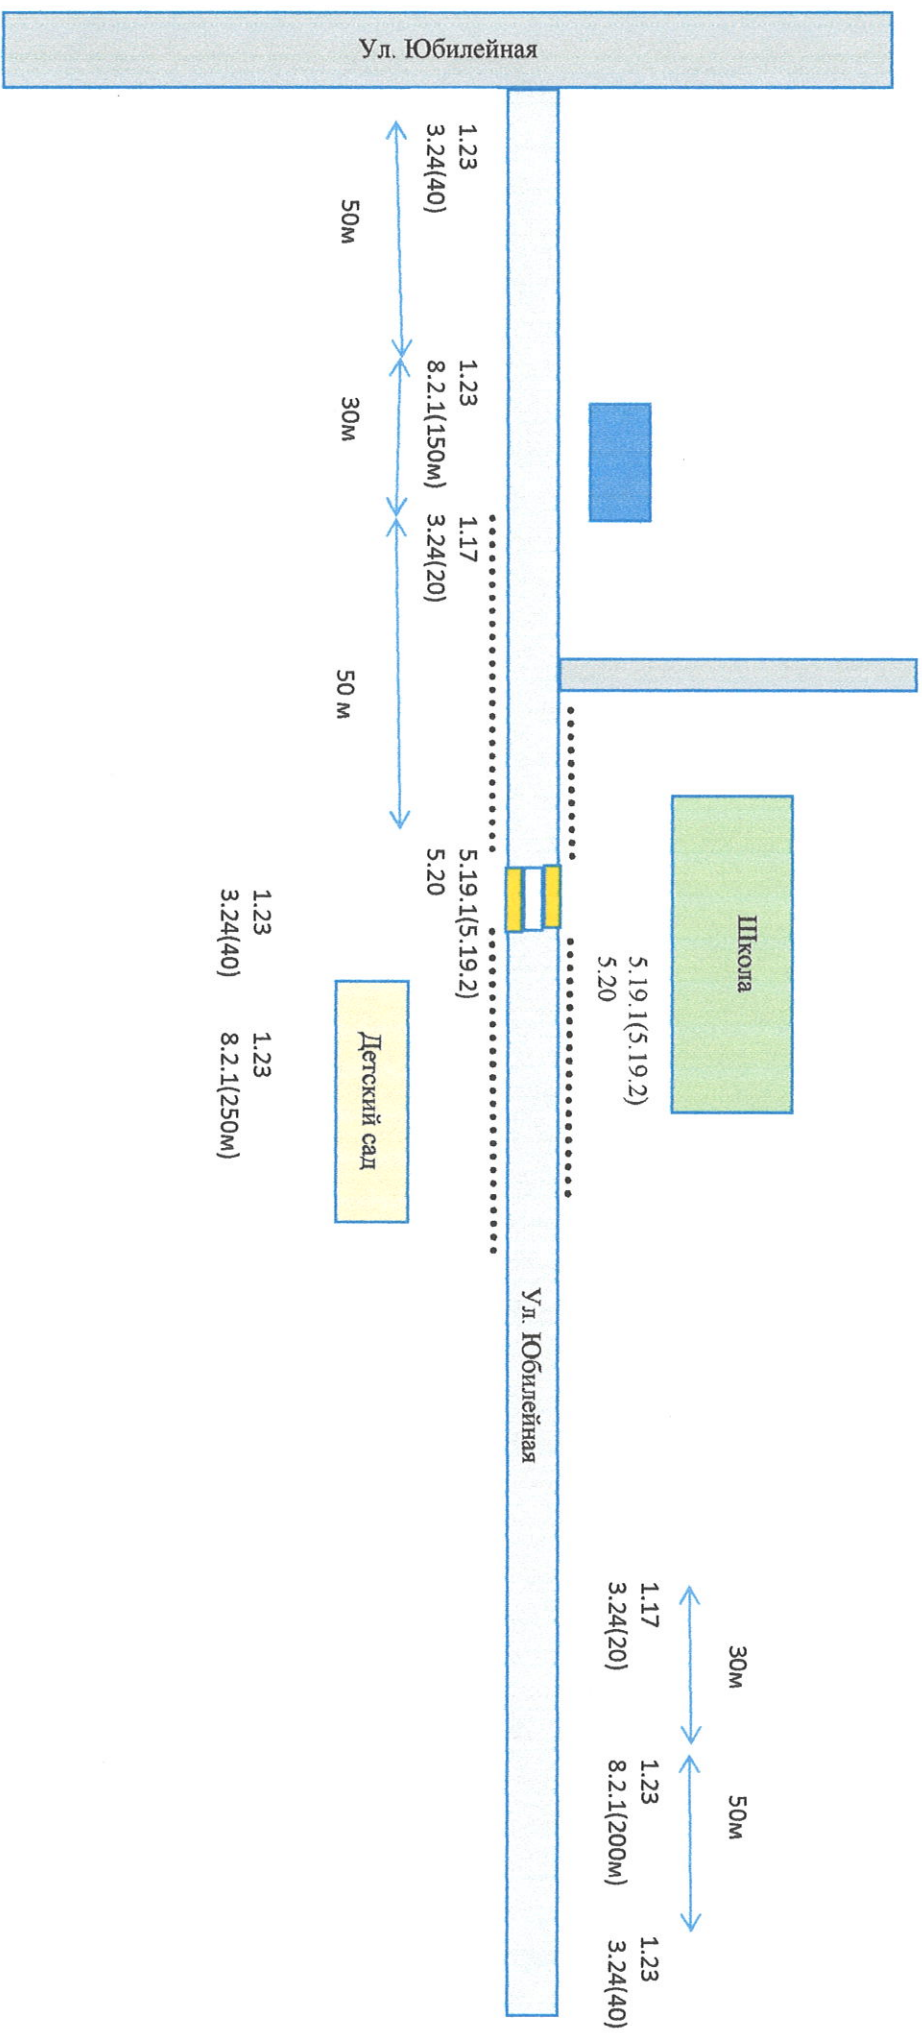 Ул. Юбилейная
1.23
3.24(40)
50м
1.23
8.2.1(150м)
30м
1.17
3.24(20)
50 м
5.19.1(5.19.2)
5.20
Школа
5.19.1(5.19.2)
5.20
1.23
3.24(40)
1.23
8.2.1(250м)
Детский сад
Ул. Юбилейная
1.17
3.24(20)
30м
1.23
8.2.1(200м)
50м
1.23
3.24(40)